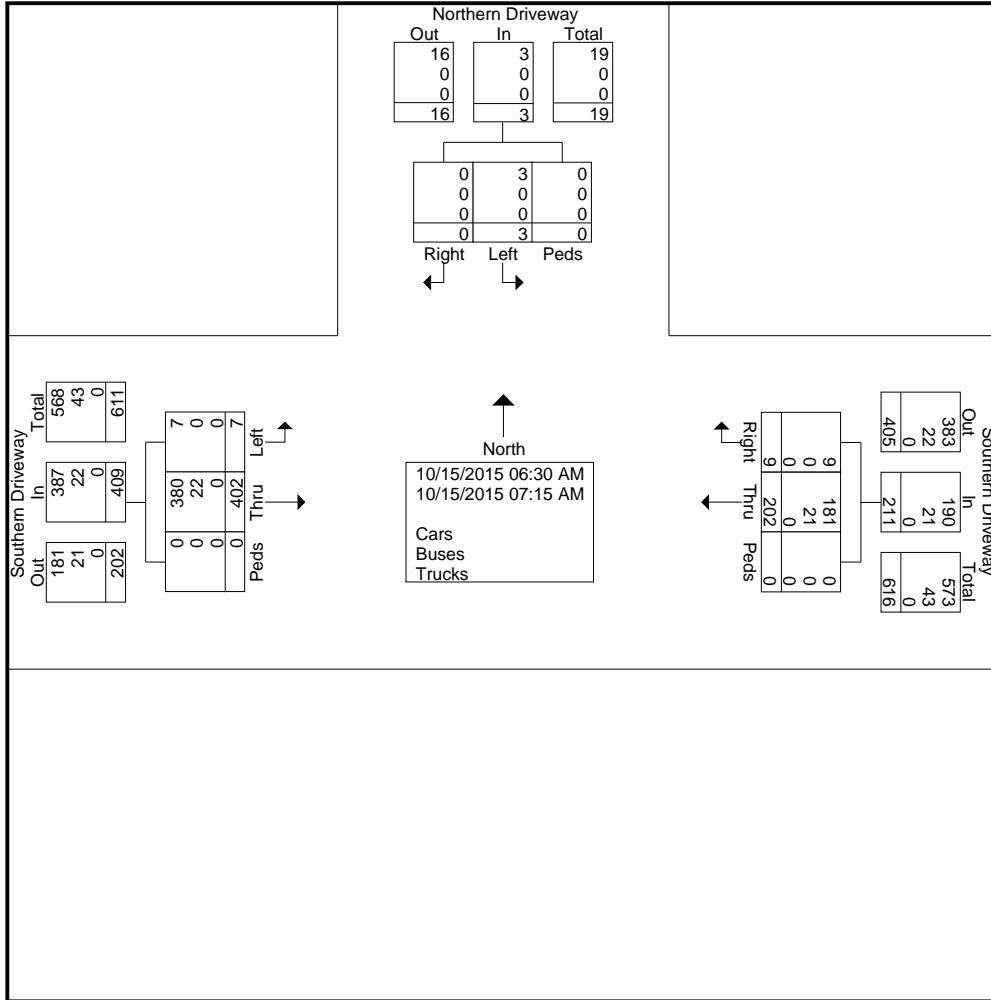 Northern Driveway
Out In Total
16 3 19
0 0 0
0 0 0
16 3 19
0 3 0
0 0 0
0 0 0
0 3 0
Right Left Peds
Southern Driveway
Total In Out
568 387 181
43 22 21
0 0 0
611 409 202
Left Thru Peds
7 380 0
0 22 0
0 0 0
7 402 0
North
10/15/2015 06:30 AM
10/15/2015 07:15 AM
Cars
Buses
Trucks
Right Thru Peds
9 181 0
0 21 0
0 0 0
9 202 0
Southern Driveway
Out In Total
383 190 573
22 21 43
0 0 0
405 211 616